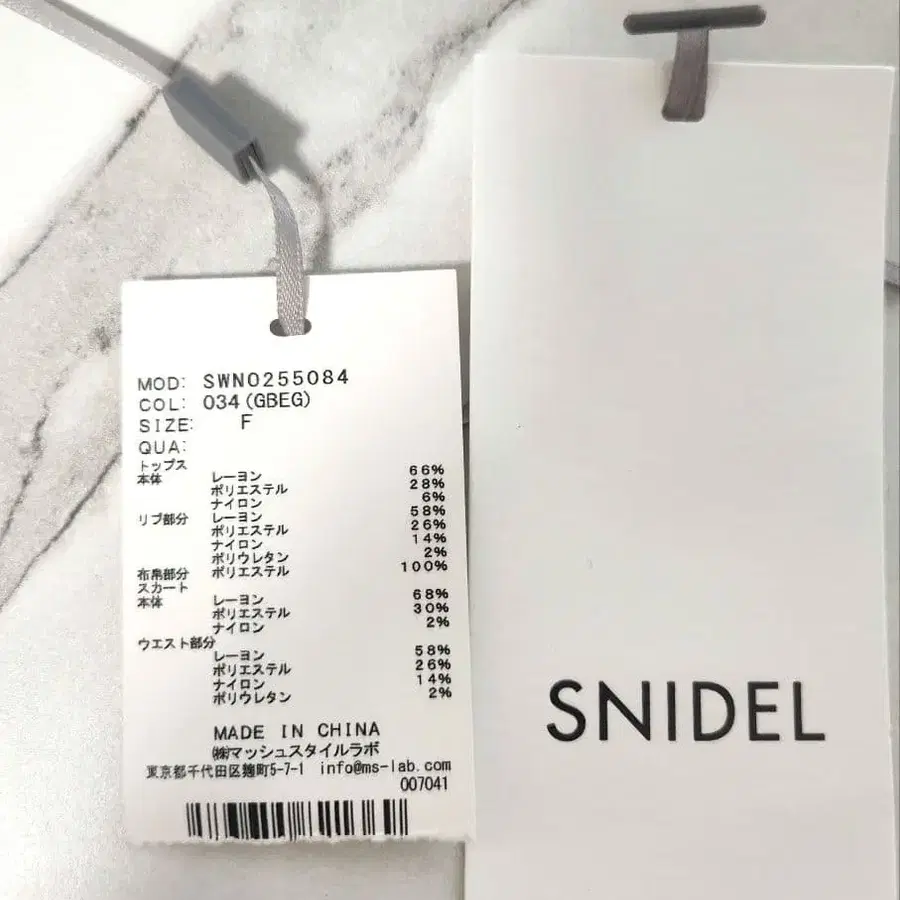 MOD: SWNO255084
COL: 034(GBEG)
SIZE: F
QUA:
トップス
本体 レーヨン 66%
ポリエステル 28%
ナイロン 6%
リブ部分 レーヨン 58%
ポリエステル 26%
ナイロン 14%
ポリウレタン 2%
布帛部分 ポリエステル 100%
スカート
本体 レーヨン 68%
ポリエステル 30%
ナイロン 2%
ウエスト部分
レーヨン 58%
ポリエステル 26%
ナイロン 14%
ポリウレタン 2%
MADE IN CHINA
㈱マッシュスタイルラボ
東京都千代田区麹町5-7-1 info@ms-lab.com
007041
SNIDEL